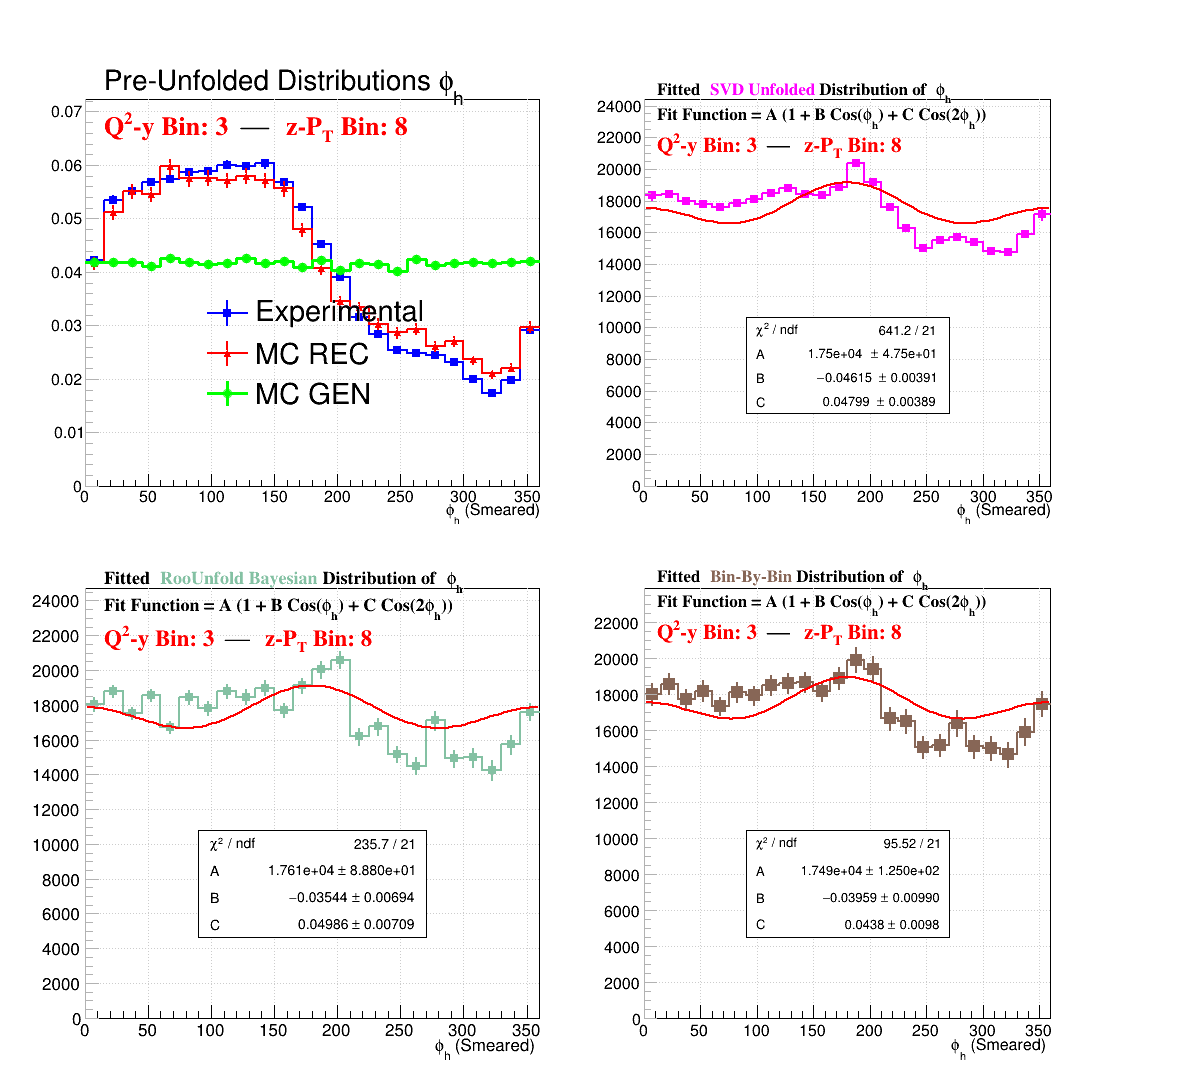 Pre-Unfolded Distributions ϕh
Q²-y Bin: 3 — z-PT Bin: 8
0.07
0.06
0.05
0.04
0.03
0.02
0.01
0
Experimental
MC REC
MC GEN
0 50 100 150 200 250 300 350
ϕh (Smeared)
Fitted SVD Unfolded Distribution of ϕh
Fit Function = A (1 + B Cos(ϕh) + C Cos(2ϕh))
Q²-y Bin: 3 — z-PT Bin: 8
24000
22000
20000
18000
16000
14000
12000
10000
8000
6000
4000
2000
0
χ² / ndf 641.2 / 21
A 1.75e+04 ± 4.75e+01
B −0.04615 ± 0.00391
C 0.04799 ± 0.00389
0 50 100 150 200 250 300 350
ϕh (Smeared)
Fitted RooUnfold Bayesian Distribution of ϕh
Fit Function = A (1 + B Cos(ϕh) + C Cos(2ϕh))
Q²-y Bin: 3 — z-PT Bin: 8
24000
22000
20000
18000
16000
14000
12000
10000
8000
6000
4000
2000
0
χ² / ndf 235.7 / 21
A 1.761e+04 ± 8.880e+01
B −0.03544 ± 0.00694
C 0.04986 ± 0.00709
0 50 100 150 200 250 300 350
ϕh (Smeared)
Fitted Bin-By-Bin Distribution of ϕh
Fit Function = A (1 + B Cos(ϕh) + C Cos(2ϕh))
Q²-y Bin: 3 — z-PT Bin: 8
22000
20000
18000
16000
14000
12000
10000
8000
6000
4000
2000
0
χ² / ndf 95.52 / 21
A 1.749e+04 ± 1.250e+02
B −0.03959 ± 0.00990
C 0.0438 ± 0.0098
0 50 100 150 200 250 300 350
ϕh (Smeared)